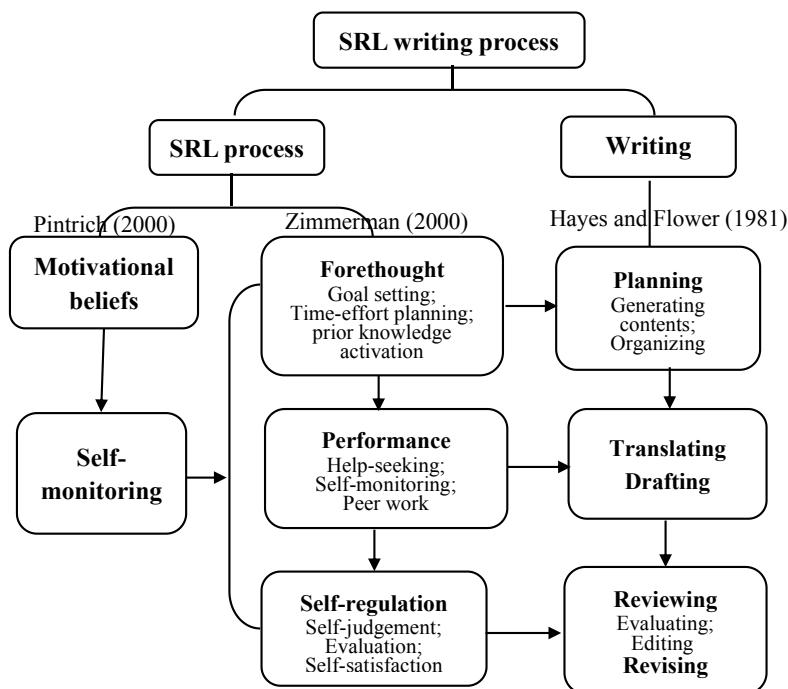 SRL writing process
SRL process
Writing
Pintrich (2000)
Zimmerman (2000)
Hayes and Flower (1981)
Motivational
beliefs
Forethought
Goal setting;
Time-effort planning;
prior knowledge
activation
Planning
Generating
contents;
Organizing
Self-
monitoring
Performance
Help-seeking;
Self-monitoring;
Peer work
Translating
Drafting
Self-regulation
Self-judgement;
Evaluation;
Self-satisfaction
Reviewing
Evaluating;
Editing
Revising